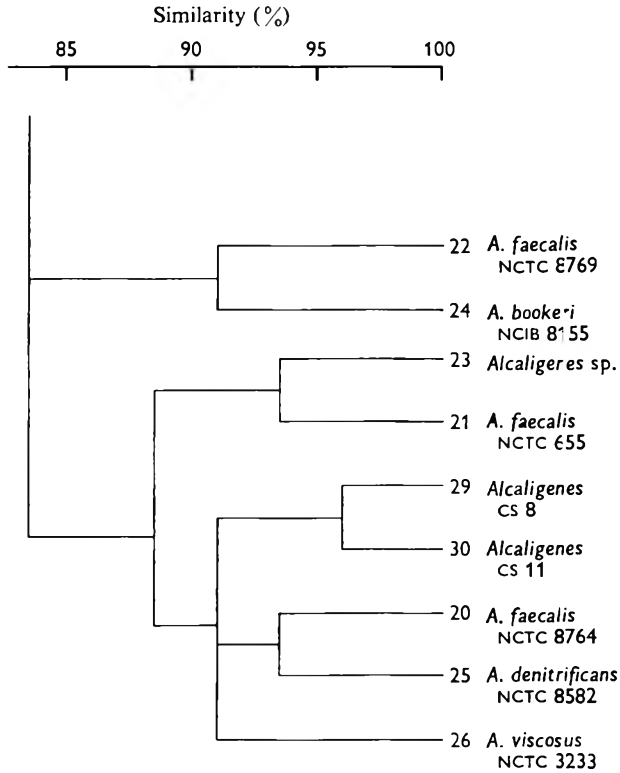 Similarity (%)
85 90 95 100
22 A. faecalis
NCTC 8769
24 A. bookeri
NCIB 8155
23 Alcaligeres sp.
21 A. faecalis
NCTC 655
29 Alcaligenes
CS 8
30 Alcaligenes
CS 11
20 A. faecalis
NCTC 8764
25 A. denitrificans
NCTC 8582
26 A. viscosus
NCTC 3233